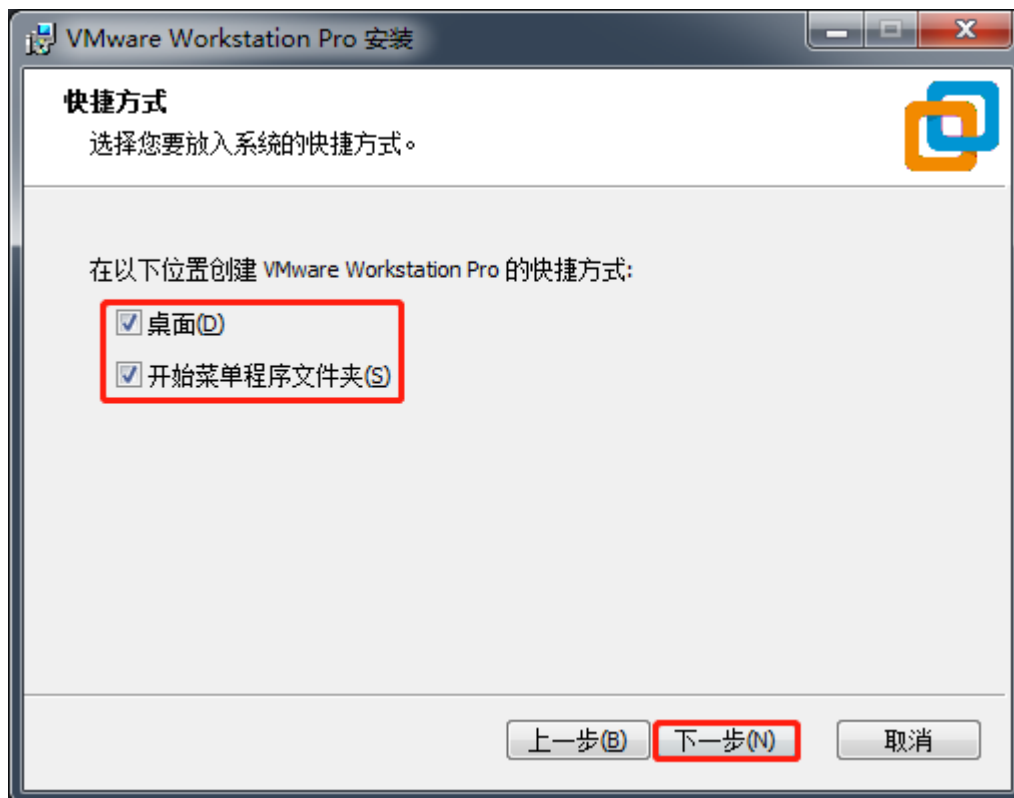 VMware Workstation Pro 安装
快捷方式
选择您要放入系统的快捷方式。
在以下位置创建 VMware Workstation Pro 的快捷方式:
桌面(D)
开始菜单程序文件夹(S)
上一步(B) 下一步(N) 取消